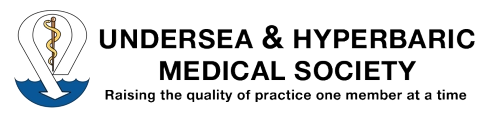 UNDERSEA & HYPERBARIC
MEDICAL SOCIETY
Raising the quality of practice one member at a time